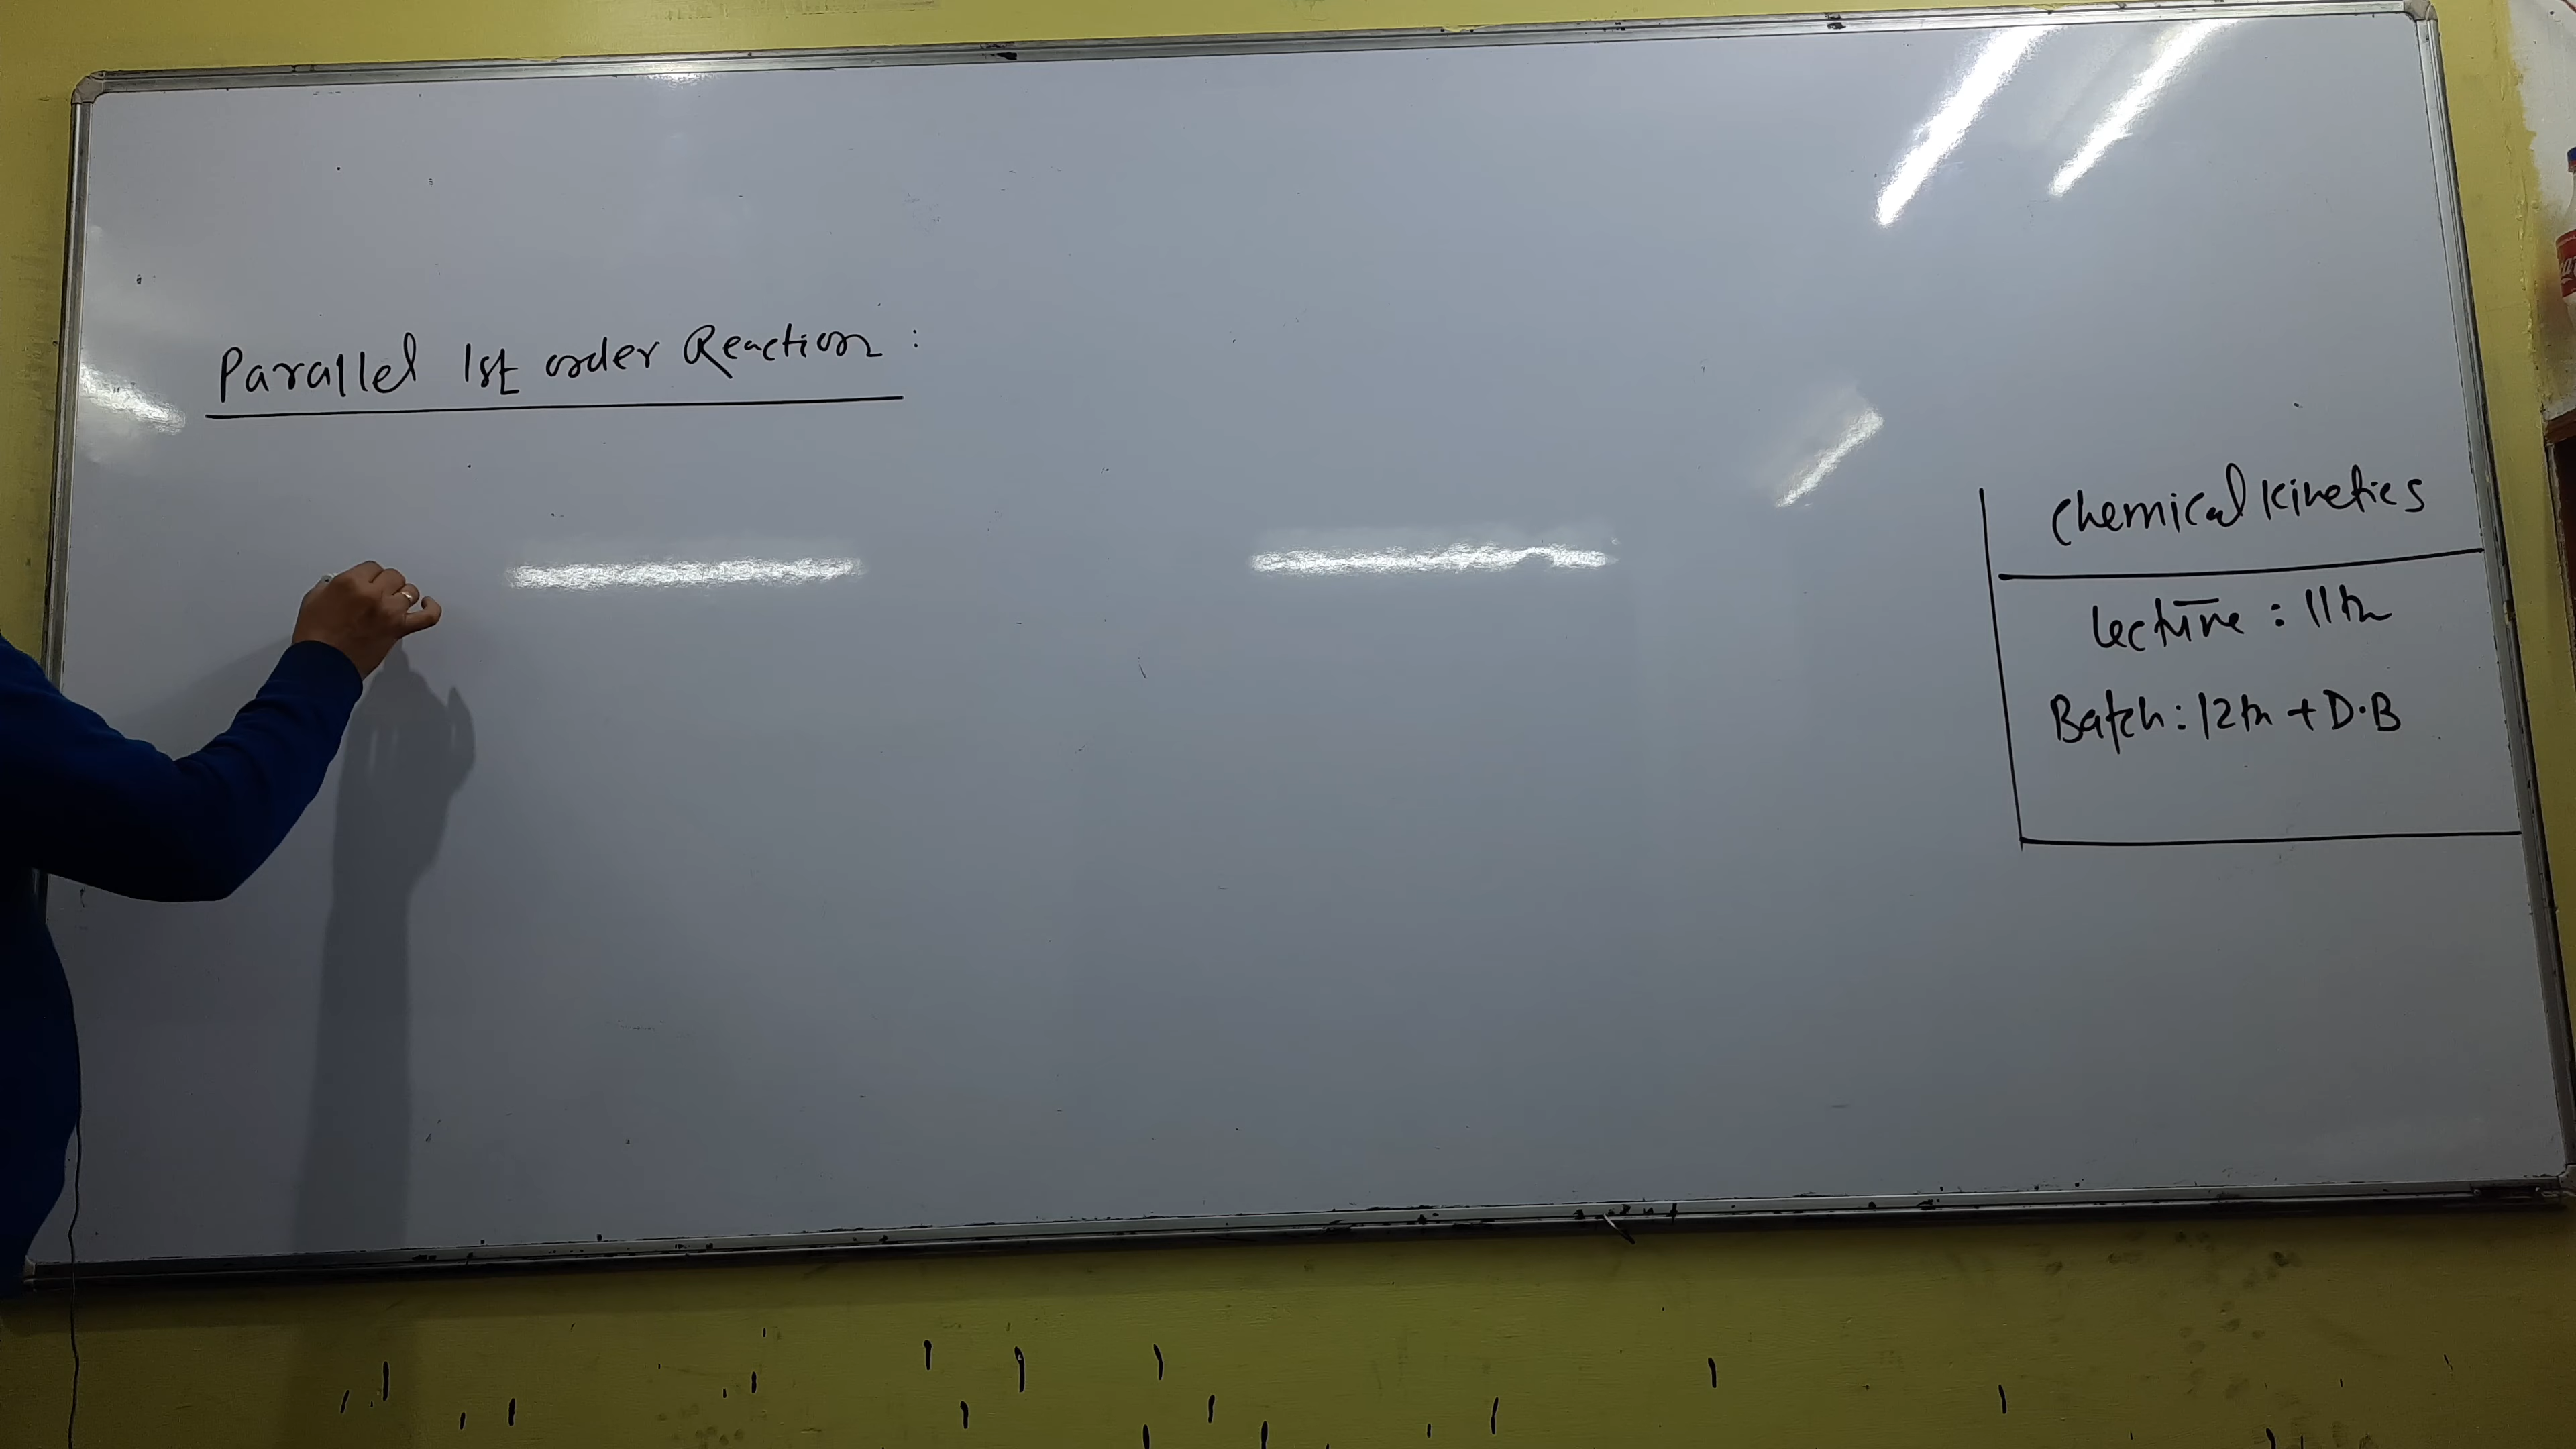 Parallel 1st order Reaction :
Chemical Kinetics
Lecture : 11th
Batch : 12th + D.B